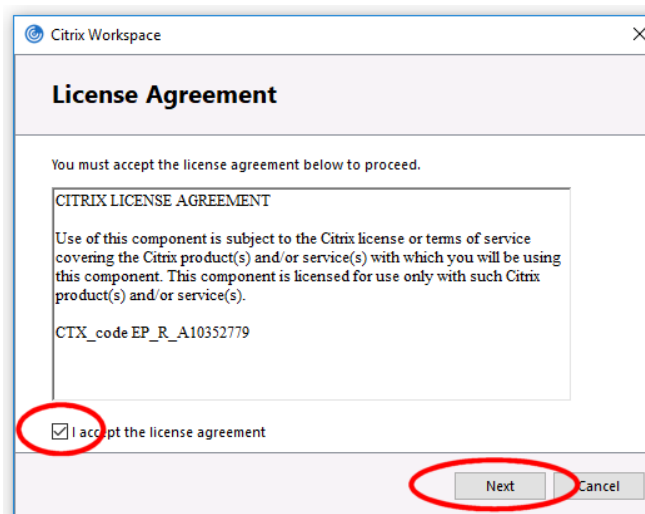 Citrix Workspace
License Agreement
You must accept the license agreement below to proceed.
CITRIX LICENSE AGREEMENT
Use of this component is subject to the Citrix license or terms of service
covering the Citrix product(s) and/or service(s) with which you will be using
this component. This component is licensed for use only with such Citrix
product(s) and/or service(s).
CTX_code EP_R_A10352779
I accept the license agreement
Next
Cancel